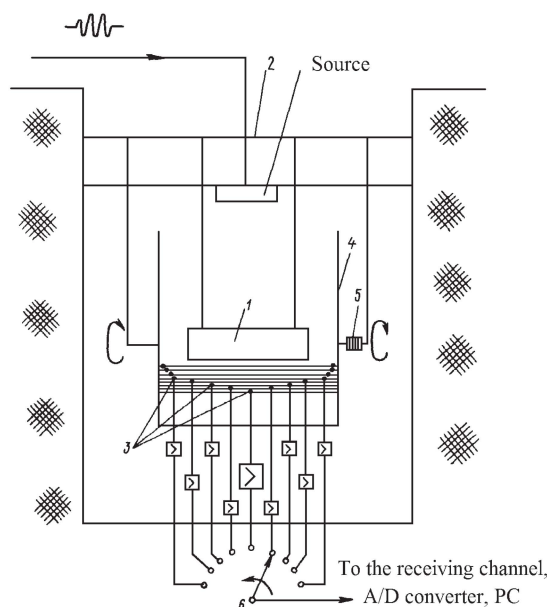 2
Source
4
5
1
3
6
To the receiving channel,
A/D converter, PC